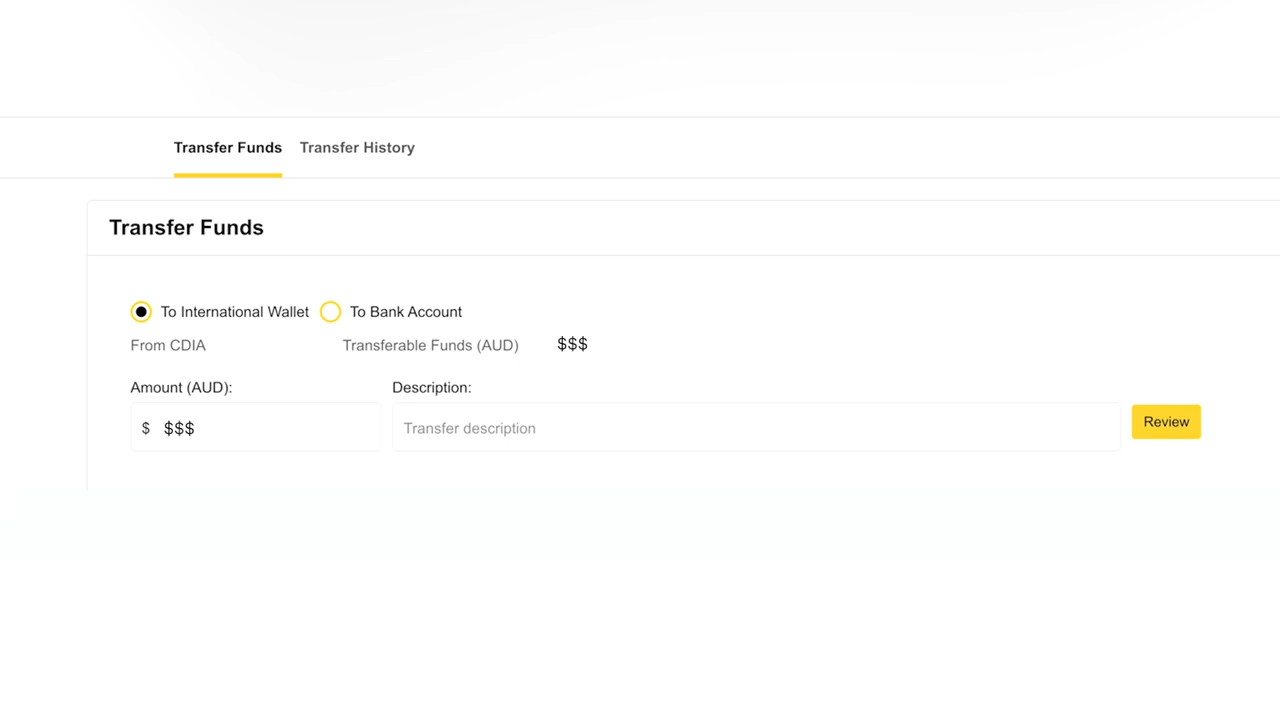 Transfer Funds Transfer History
Transfer Funds
To International Wallet To Bank Account
From CDIA Transferable Funds (AUD) $$$
Amount (AUD): Description:
$ $$$ Transfer description Review